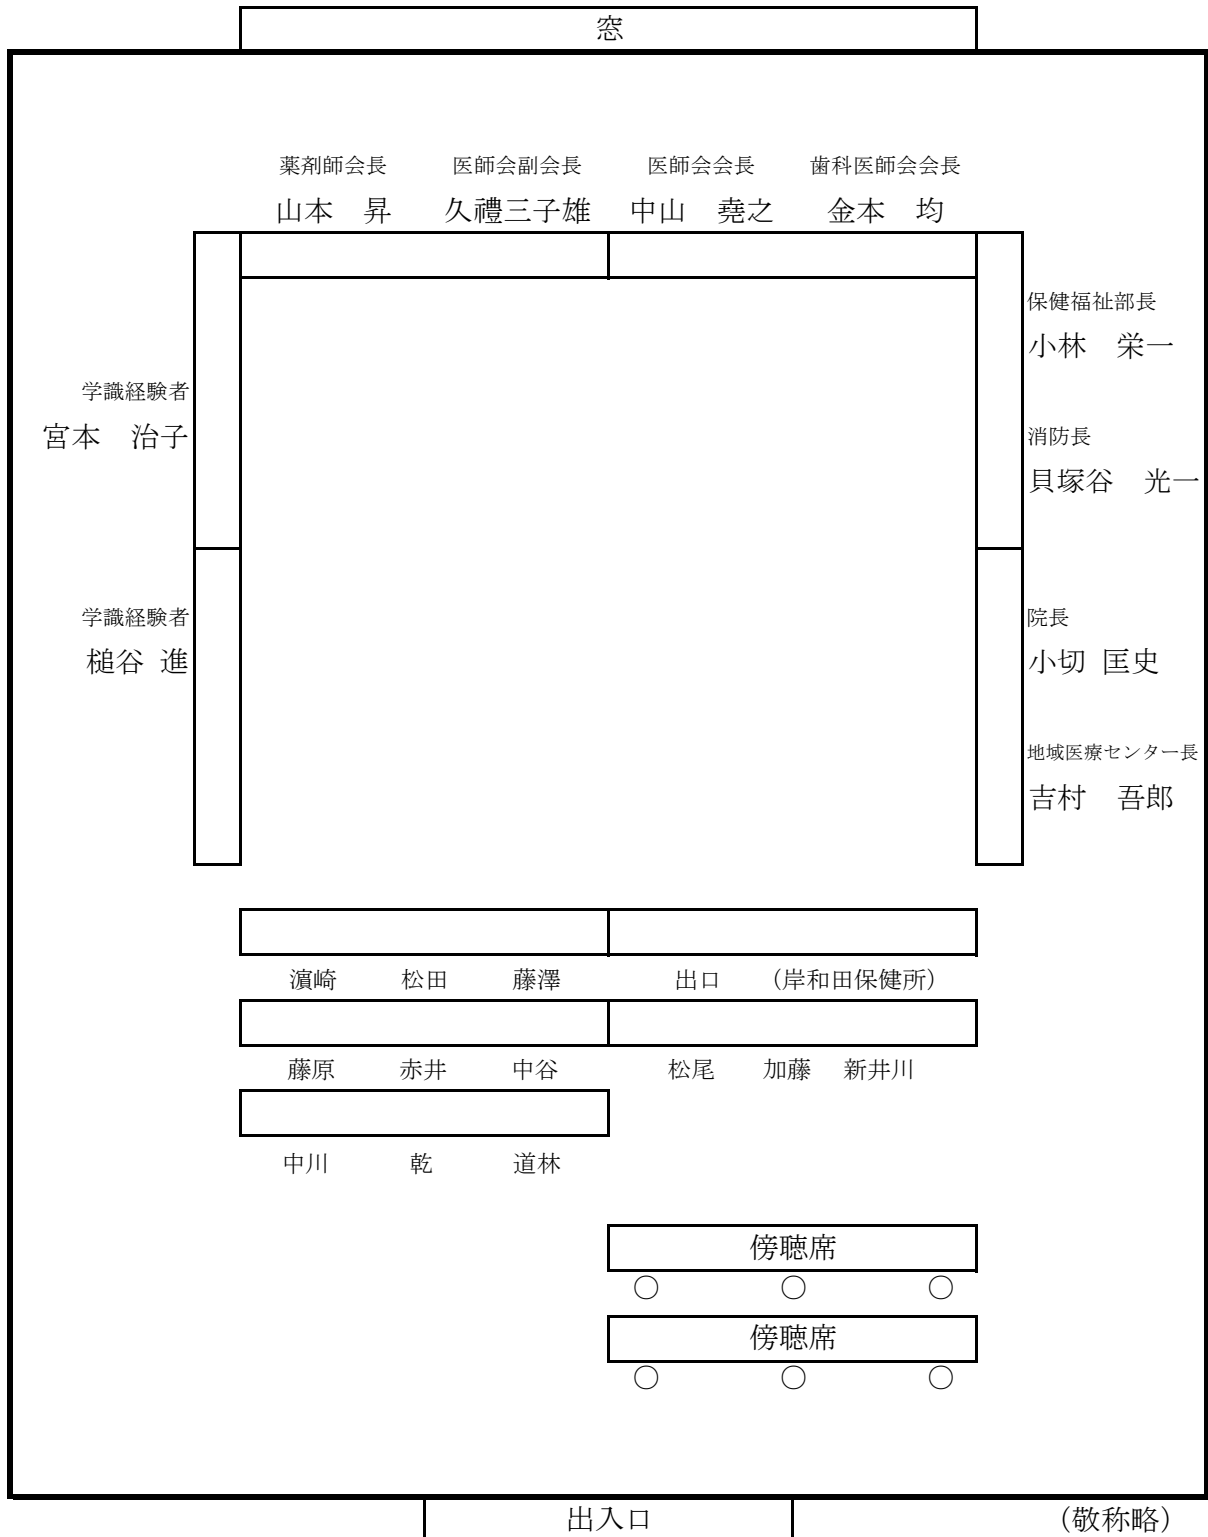 窓
薬剤師会長 医師会副会長 医師会会長 歯科医師会会長
山本　昇 久禮三子雄 中山　堯之 金本　均
保健福祉部長
小林　栄一
学識経験者
宮本　治子
消防長
貝塚谷　光一
学識経験者
槌谷 進
院長
小切 匡史
地域医療センター長
吉村　吾郎
濵崎 松田 藤澤 出口 （岸和田保健所）
藤原 赤井 中谷 松尾 加藤 新井川
中川 乾 道林
傍聴席
○ ○ ○
傍聴席
○ ○ ○
出入口 （敬称略）